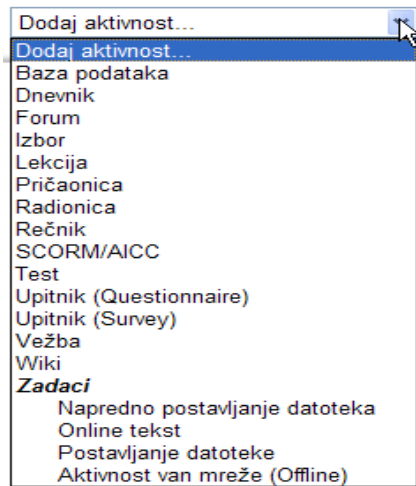 Dodaj aktivnost...
Dodaj aktivnost...
Baza podataka
Dnevnik
Forum
Izbor
Lekcija
Pričaonica
Radionica
Rečnik
SCORM/AICC
Test
Upitnik (Questionnaire)
Upitnik (Survey)
Vežba
Wiki
Zadaci
Napredno postavljanje datoteka
Online tekst
Postavljanje datoteke
Aktivnost van mreže (Offline)